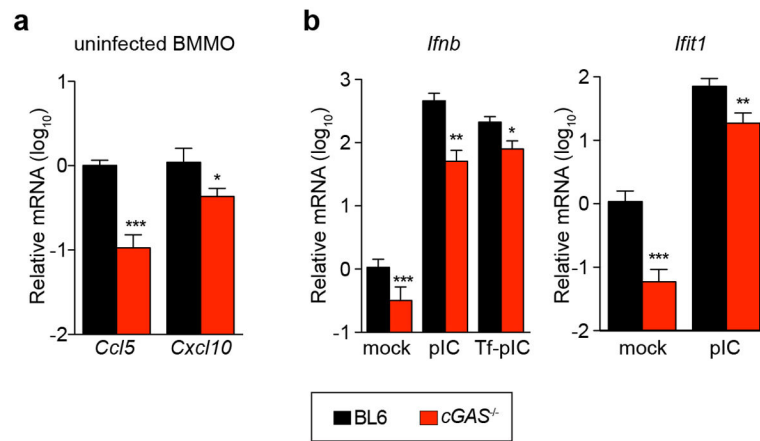 a
uninfected BMMO
Relative mRNA (log10)
1
0
-1
-2
***
*
Ccl5 Cxcl10
b
Ifnb
Relative mRNA (log10)
3
2
1
0
-1
***
**
*
mock pIC Tf-pIC
Ifit1
Relative mRNA (log10)
2
1
0
-1
-2
***
**
mock pIC
BL6 cGAS-/-